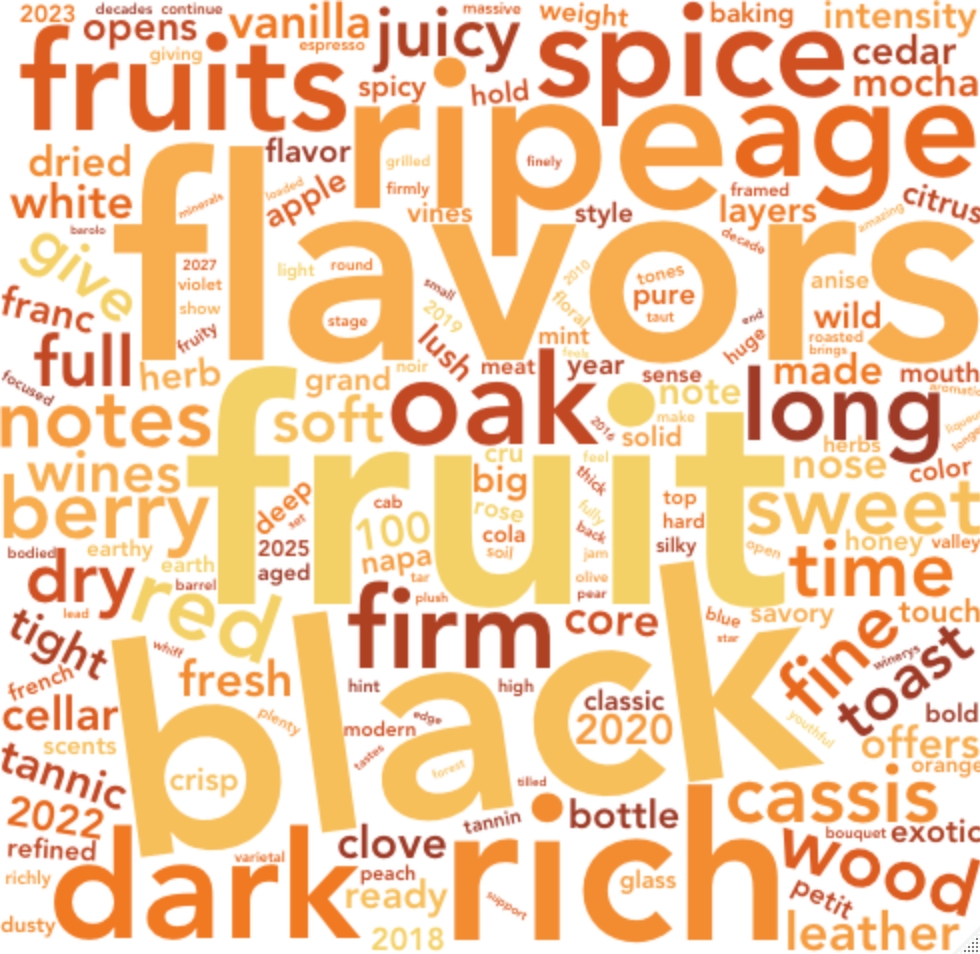 2023 decades continue vanilla massive weight baking intensity
opens espresso juicy spice cedar
giving fruits spicy hold mocha
ripe age
dried flavor grilled finely
white loaded firmly framed citrus
minerals apple vines style layers amazing
barolo flavors decade
give 2027 light round 2010 tones anise
violet small pure
franc show stage 2019 floral taut end wild
fruity lush mint huge roasted
full feels brings
herb grand noir meat year sense made mouth
focused oak note long aromatic
notes soft 2016 make liqueur
solid herbs longer
wines cru feel nose color
fruit big thick
berry deep cab rose top sweet
set 100 cola fully hard
bodied earthy 2025 soil back silky open honey valley
earth napa jam
dry aged tar olive time
barrel plush pear
red lead firm core blue savory touch
tight star fine
whiff winerys
french fresh hint high toast
black classic bold
cellar plenty edge 2020 youthful
scents modern offers
tastes forest orange
tannic crisp tilled
2022 tannin bottle cassis
refined clove bouquet exotic
varietal wood
richly dark peach rich glass petit
ready support
dusty 2018 leather